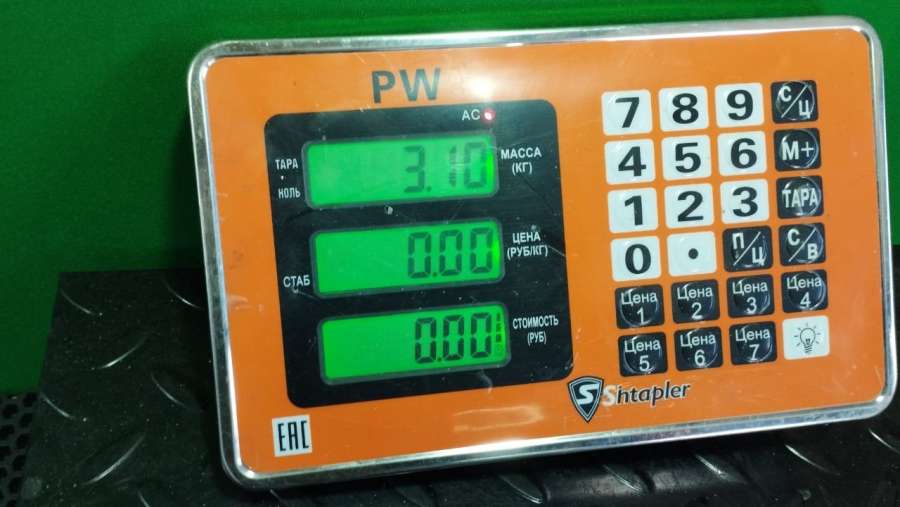 PW
AC
ТАРА
НОЛЬ
3.10
МАССА
(КГ)
0.00
ЦЕНА
(РУБ/КГ)
СТАБ
0.00
СТОИМОСТЬ
(РУБ)
7 8 9 С/Ц
4 5 6 М+
1 2 3 ТАРА
0 . П/Ц С/В
Цена 1 Цена 2 Цена 3 Цена 4
Цена 5 Цена 6 Цена 7
S Shtapler
EAC